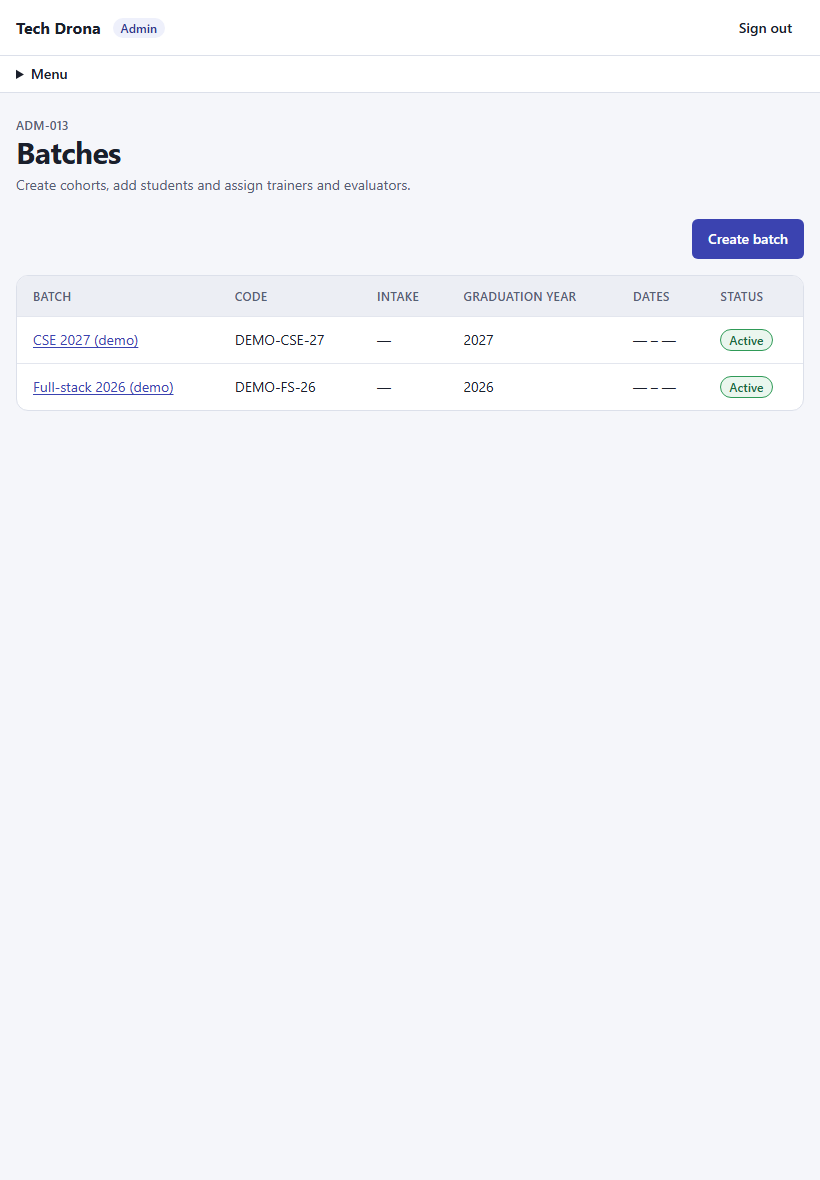 Tech Drona Admin Sign out
Menu
ADM-013
Batches
Create cohorts, add students and assign trainers and evaluators.
Create batch
BATCH CODE INTAKE GRADUATION YEAR DATES STATUS
CSE 2027 (demo) DEMO-CSE-27 — 2027 — – — Active
Full-stack 2026 (demo) DEMO-FS-26 — 2026 — – — Active